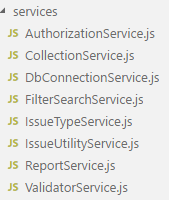 services
JS AuthorizationService.js
JS CollectionService.js
JS DbConnectionService.js
JS FilterSearchService.js
JS IssueTypeService.js
JS IssueUtilityService.js
JS ReportService.js
JS ValidatorService.js